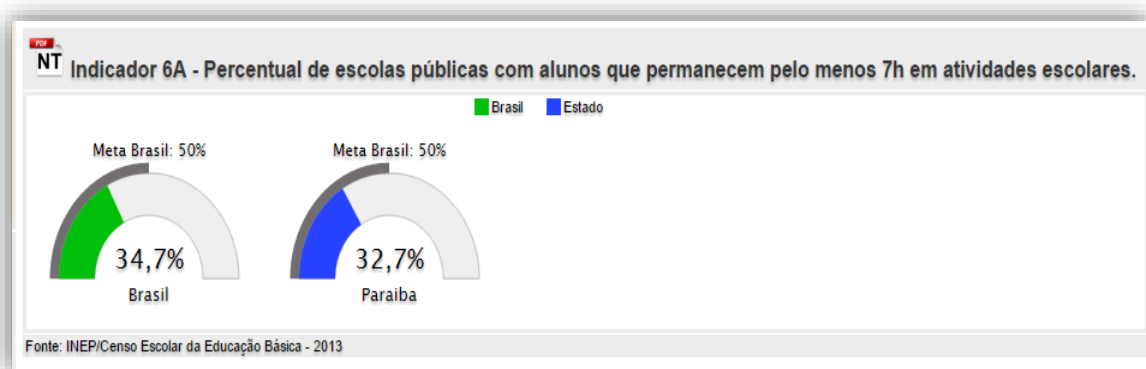 PDF
NT
Indicador 6A - Percentual de escolas públicas com alunos que permanecem pelo menos 7h em atividades escolares.
Brasil Estado
Meta Brasil: 50% Meta Brasil: 50%
34,7% 32,7%
Brasil Paraiba
Fonte: INEP/Censo Escolar da Educação Básica - 2013